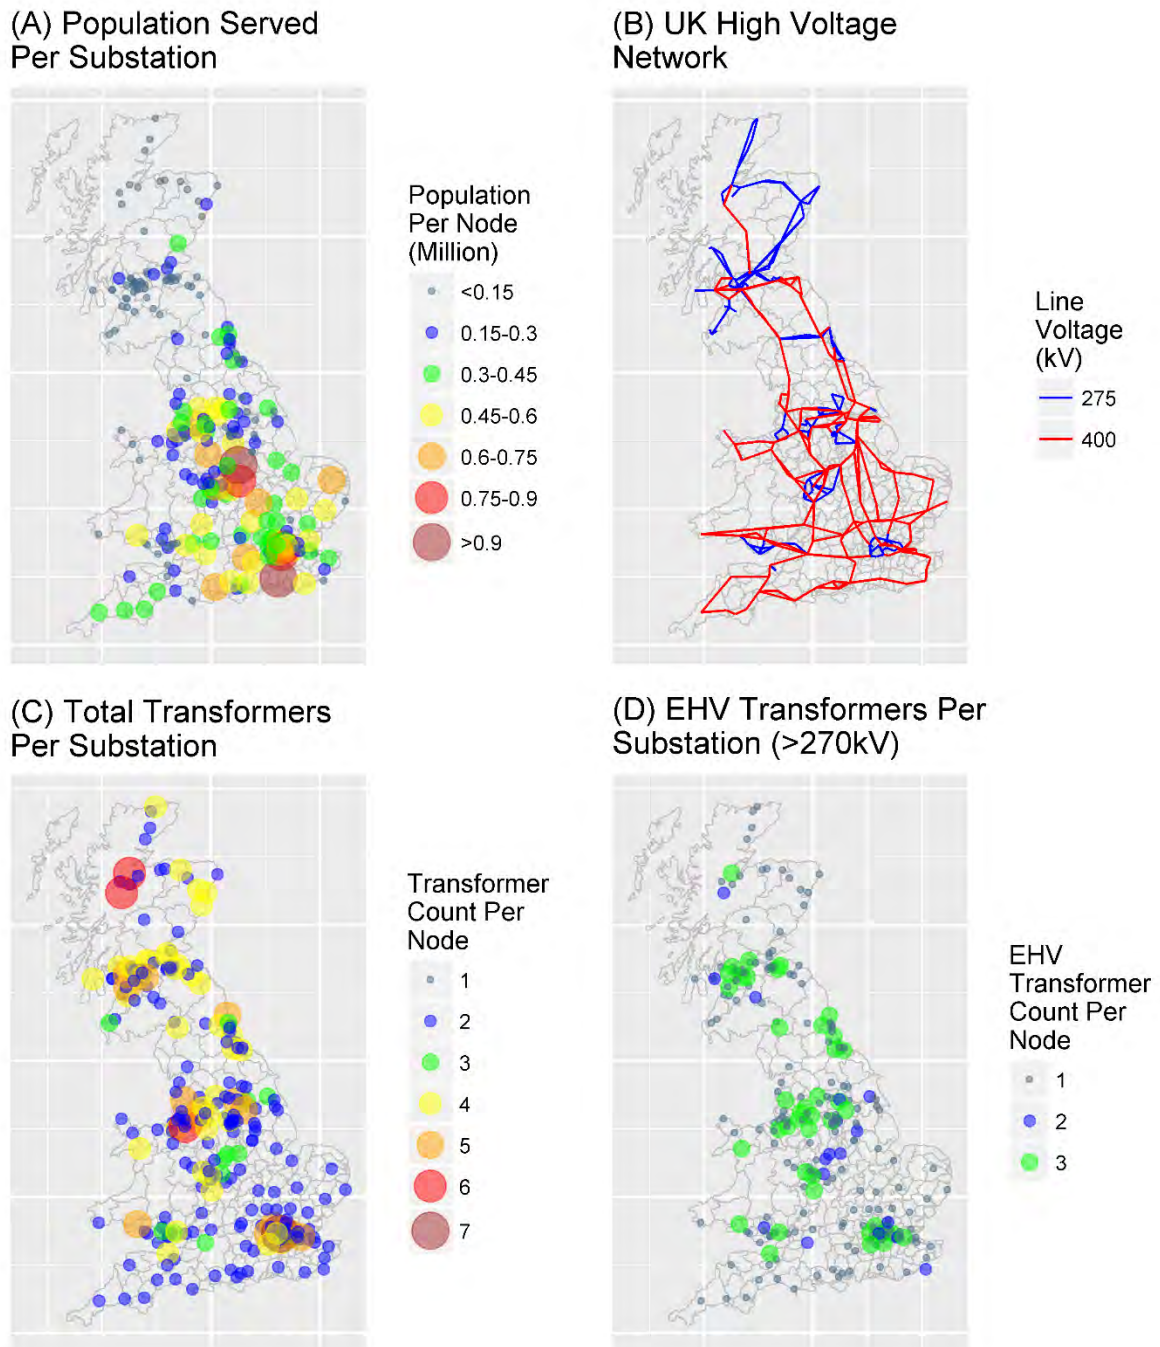 (A) Population Served
Per Substation
Population
Per Node
(Million)
<0.15
0.15-0.3
0.3-0.45
0.45-0.6
0.6-0.75
0.75-0.9
>0.9
(B) UK High Voltage
Network
Line
Voltage
(kV)
275
400
(C) Total Transformers
Per Substation
Transformer
Count Per
Node
1
2
3
4
5
6
7
(D) EHV Transformers Per
Substation (>270kV)
EHV
Transformer
Count Per
Node
1
2
3